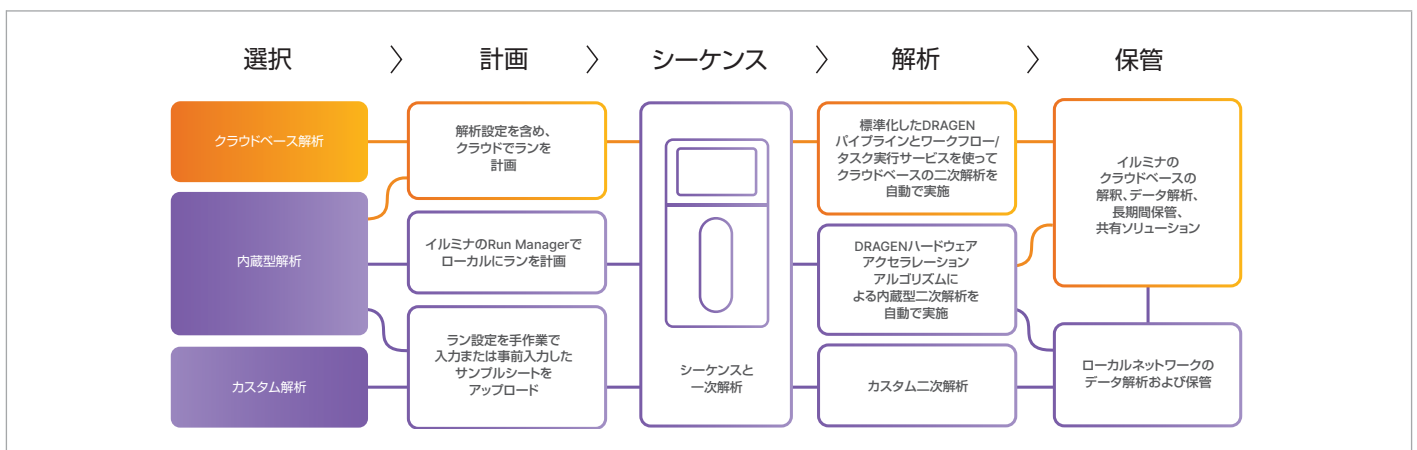 選択
計画
シーケンス
解析
保管
クラウドベース解析
内蔵型解析
カスタム解析
解析設定を含め、
クラウドでランを
計画
イルミナのRun Managerで
ローカルにランを計画
ラン設定を手作業で
入力または事前入力した
サンプルシートを
アップロード
シーケンスと
一次解析
標準化したDRAGEN
パイプラインとワークフロー/
タスク実行サービスを使って
クラウドベースの二次解析を
自動で実施
DRAGENハードウェア
アクセラレーション
アルゴリズムに
よる内蔵型二次解析を
自動で実施
カスタム二次解析
イルミナの
クラウドベースの
解釈、データ解析、
長期間保管、
共有ソリューション
ローカルネットワークの
データ解析および保管